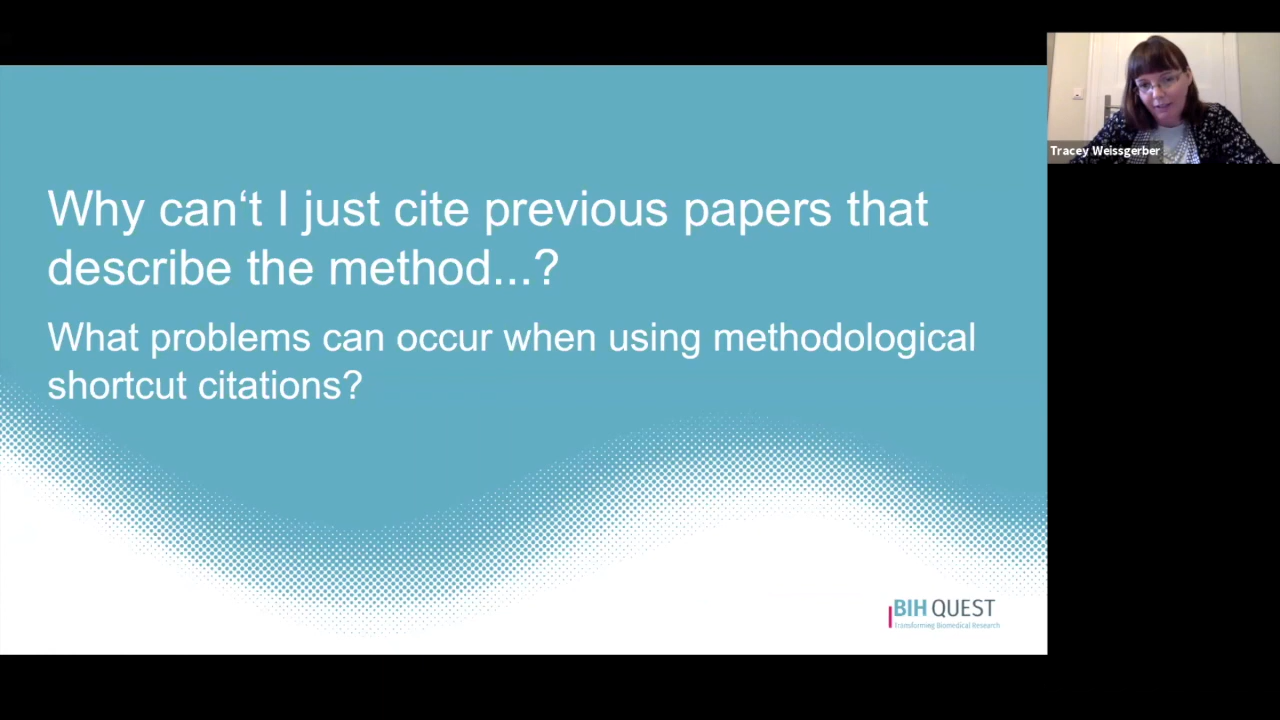 Why can‘t I just cite previous papers that
describe the method...?
What problems can occur when using methodological
shortcut citations?
BIH QUEST
Transforming Biomedical Research
Tracey Weissgerber